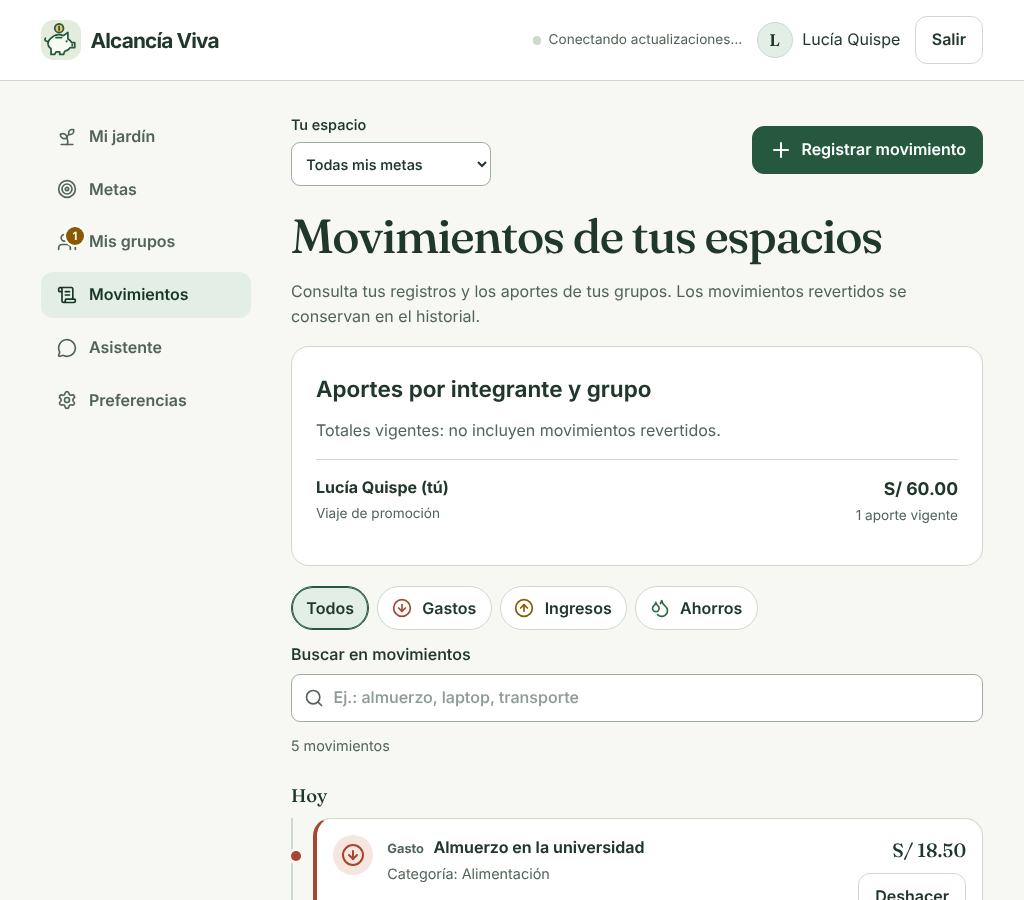 Alcancía Viva
Conectando actualizaciones...
L
Lucía Quispe
Salir
Mi jardín
Metas
1
Mis grupos
Movimientos
Asistente
Preferencias
Tu espacio
Todas mis metas
Registrar movimiento
Movimientos de tus espacios
Consulta tus registros y los aportes de tus grupos. Los movimientos revertidos se
conservan en el historial.
Aportes por integrante y grupo
Totales vigentes: no incluyen movimientos revertidos.
Lucía Quispe (tú)
S/ 60.00
Viaje de promoción
1 aporte vigente
Todos
Gastos
Ingresos
Ahorros
Buscar en movimientos
Ej.: almuerzo, laptop, transporte
5 movimientos
Hoy
Gasto Almuerzo en la universidad
S/ 18.50
Categoría: Alimentación
Deshacer